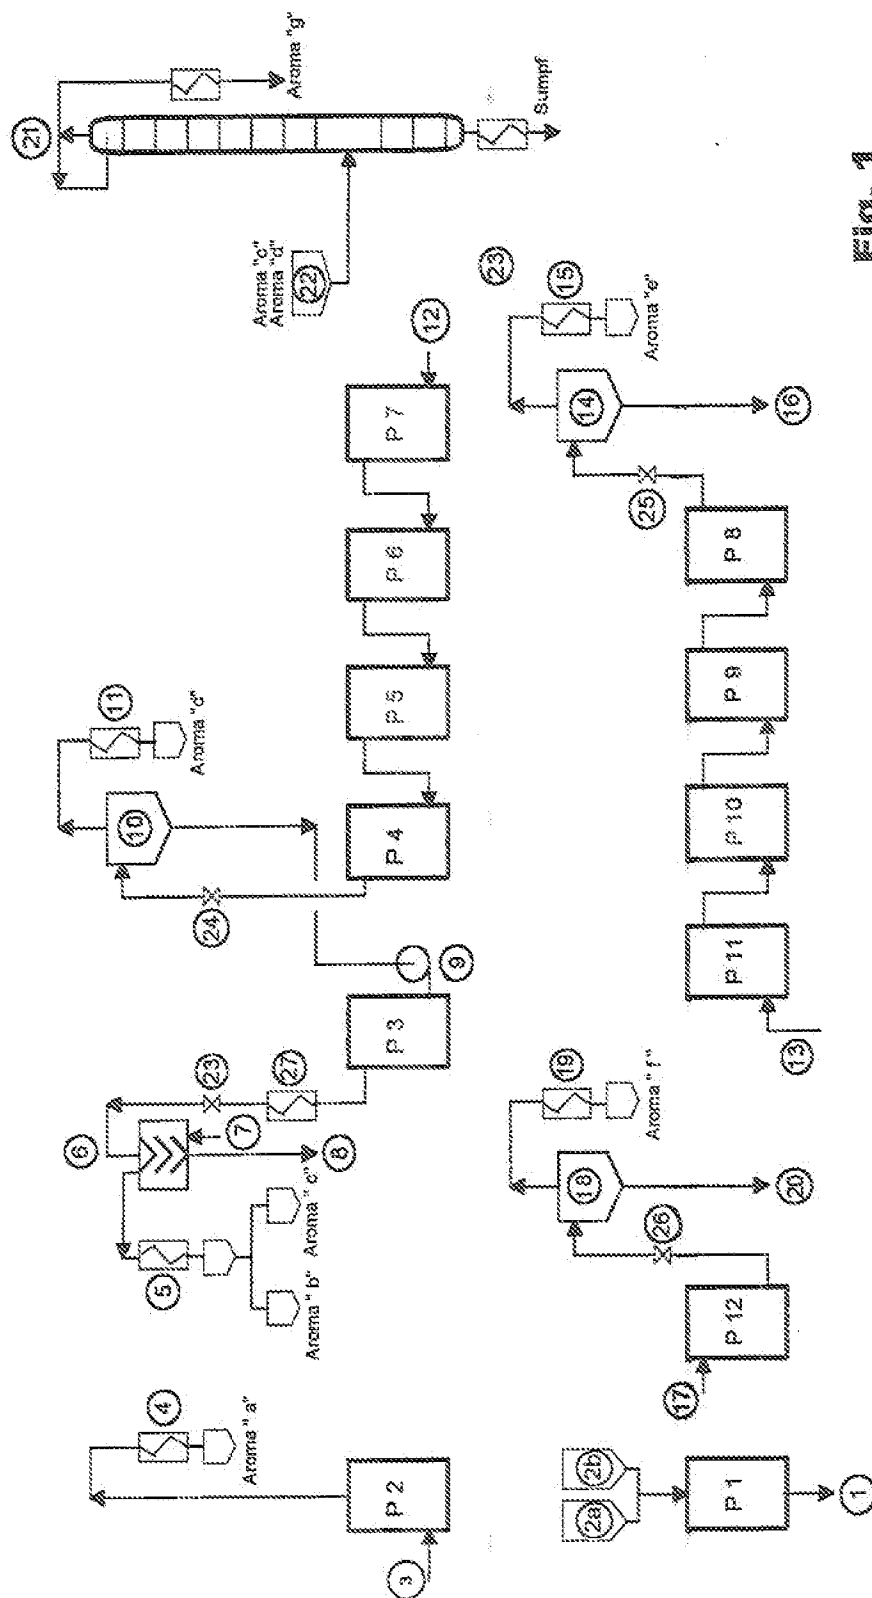 21
Aroma "g"
Sumpf
Aroma "c"
Aroma "d"
22
23
Fig. 1
11
Aroma "d"
10
24
P 4
P 5
P 6
P 7
12
9
P 3
27
23
6
7
8
5
Aroma "b"
Aroma "c"
4
Aroma "a"
P 2
3
15
Aroma "e"
14
16
25
P 8
P 9
P 10
P 11
13
19
Aroma "f"
18
20
26
P 12
17
2a
2b
P 1
1